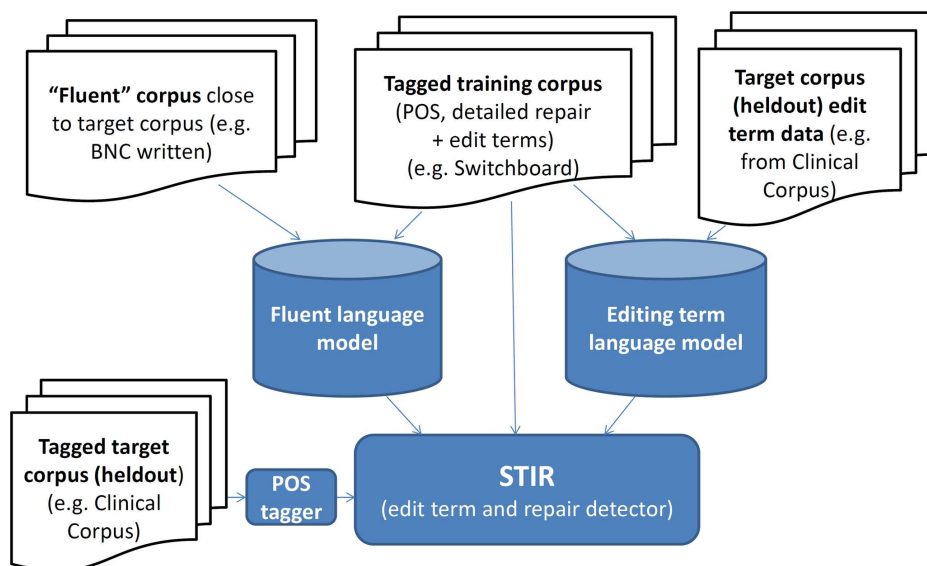 “Fluent” corpus close
to target corpus (e.g.
BNC written)
Tagged training corpus
(POS, detailed repair
+ edit terms)
(e.g. Switchboard)
Target corpus
(heldout) edit
term data (e.g.
from Clinical
Corpus)
Fluent language
model
Editing term
language model
Tagged target
corpus (heldout)
(e.g. Clinical
Corpus)
POS
tagger
STIR
(edit term and repair detector)